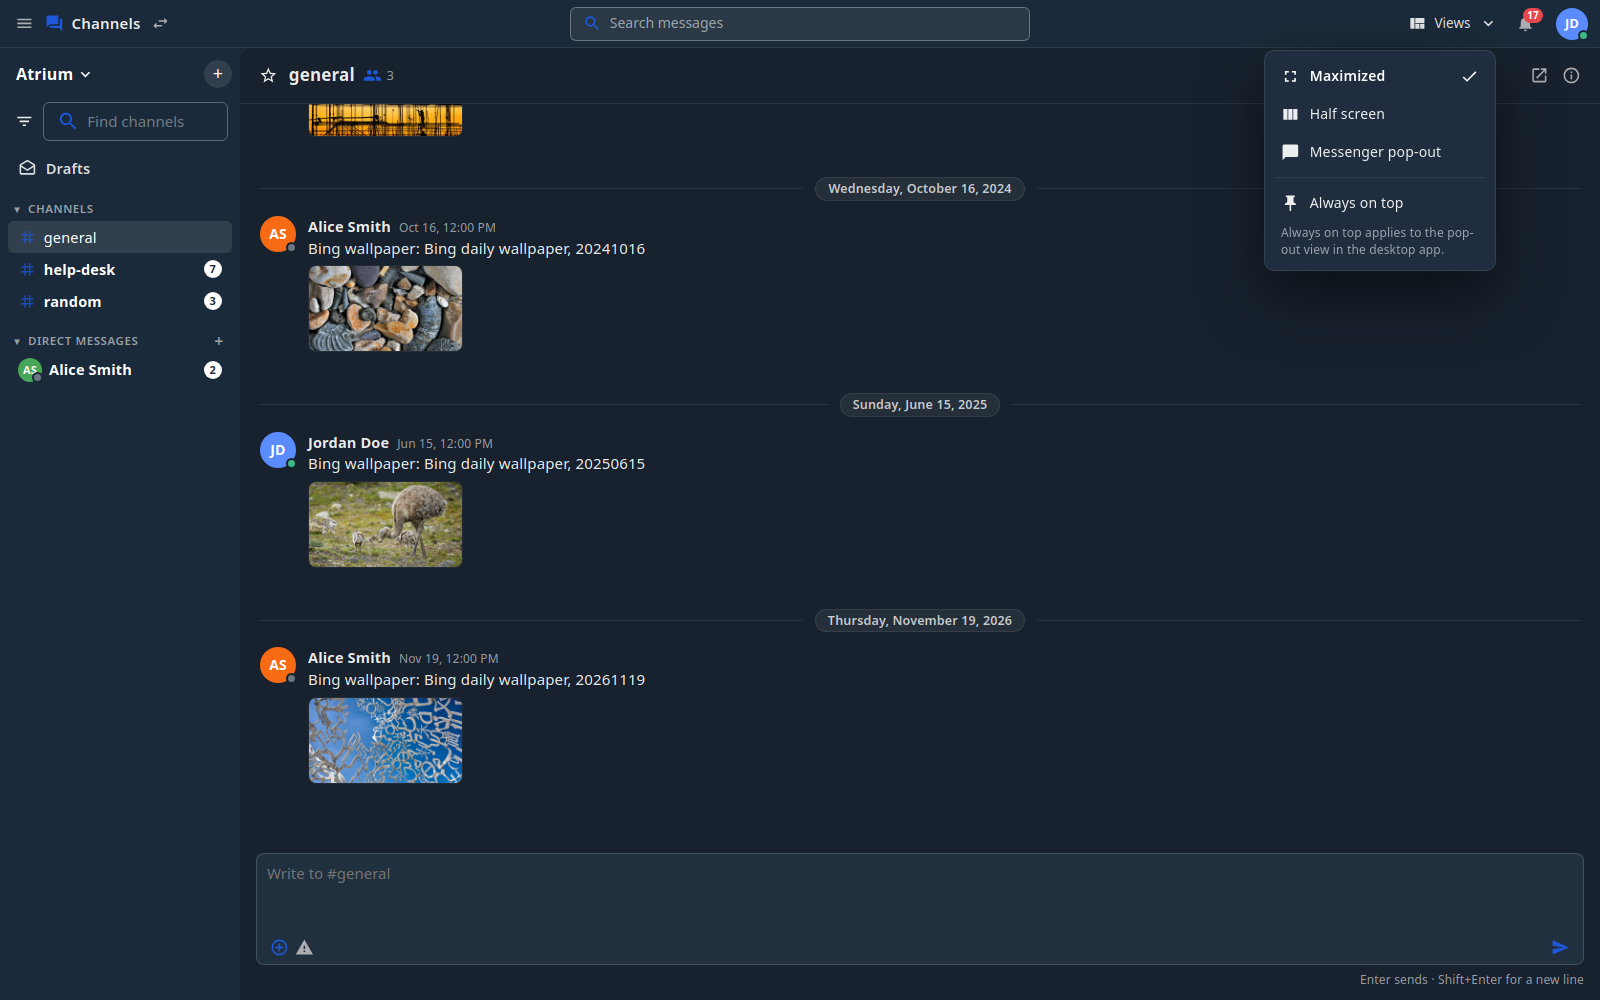 Channels
Search messages
Views
17
JD
Atrium
+
general
3
Maximized
Half screen
Messenger pop-out
Always on top
Always on top applies to the pop-
out view in the desktop app.
Find channels
Drafts
CHANNELS
general
help-desk
7
random
3
DIRECT MESSAGES
+
AS
Alice Smith
2
Wednesday, October 16, 2024
AS
Alice Smith Oct 16, 12:00 PM
Bing wallpaper: Bing daily wallpaper, 20241016
Sunday, June 15, 2025
JD
Jordan Doe Jun 15, 12:00 PM
Bing wallpaper: Bing daily wallpaper, 20250615
Thursday, November 19, 2026
AS
Alice Smith Nov 19, 12:00 PM
Bing wallpaper: Bing daily wallpaper, 20261119
Write to #general
Enter sends · Shift+Enter for a new line